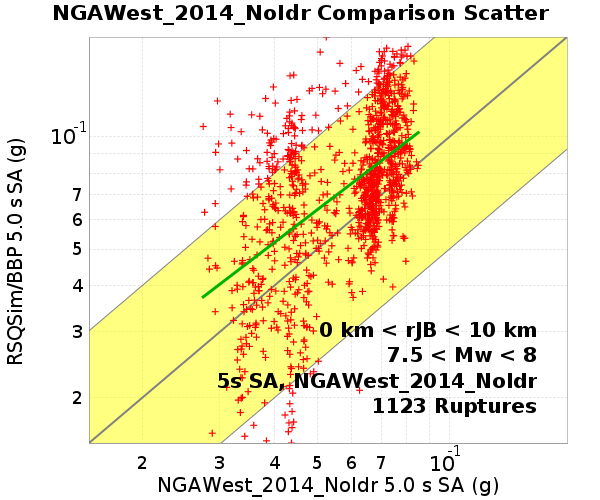 NGAWest_2014_NoIdr Comparison Scatter
RSQSim/BBP 5.0 s SA (g)
10-1
7
6
5
4
3
2
0 km < rJB < 10 km
7.5 < Mw < 8
5s SA, NGAWest_2014_NoIdr
1123 Ruptures
2 3 4 5 6 7 10-1
NGAWest_2014_NoIdr 5.0 s SA (g)